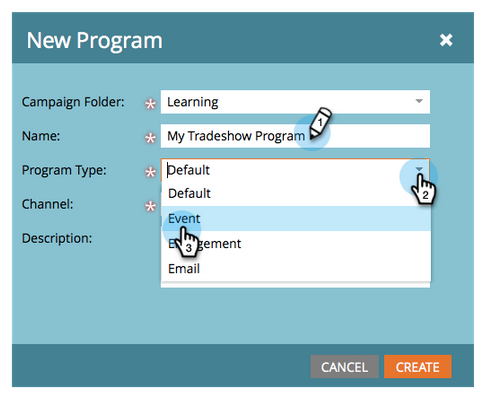 New Program
Campaign Folder: * Learning
Name: * My Tradeshow Program 1
Program Type: * Default
2
Default
Channel: *
Event
3
Description:
Engagement
Email
CANCEL CREATE